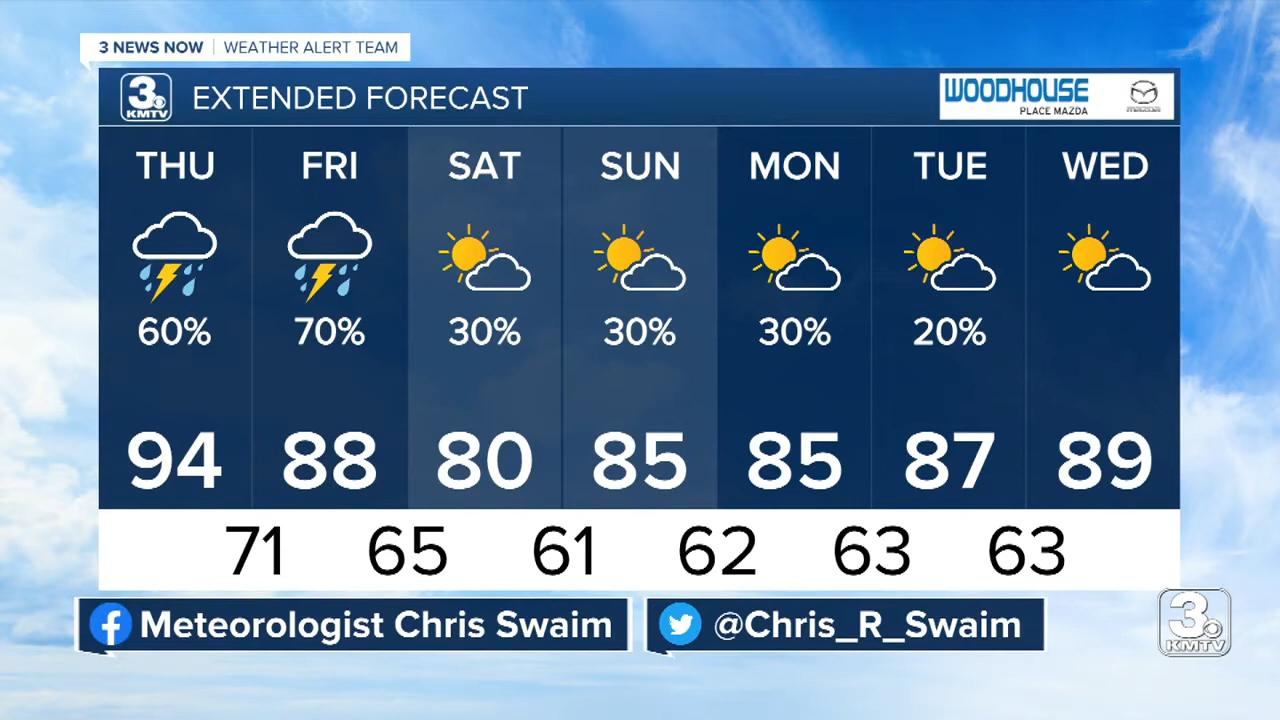 3 NEWS NOW | WEATHER ALERT TEAM
3 KMTV EXTENDED FORECAST
WOODHOUSE
PLACE MAZDA
mazda
THU FRI SAT SUN MON TUE WED
60% 70% 30% 30% 30% 20%
94 88 80 85 85 87 89
71 65 61 62 63 63
Meteorologist Chris Swaim @Chris_R_Swaim
3
KMTV